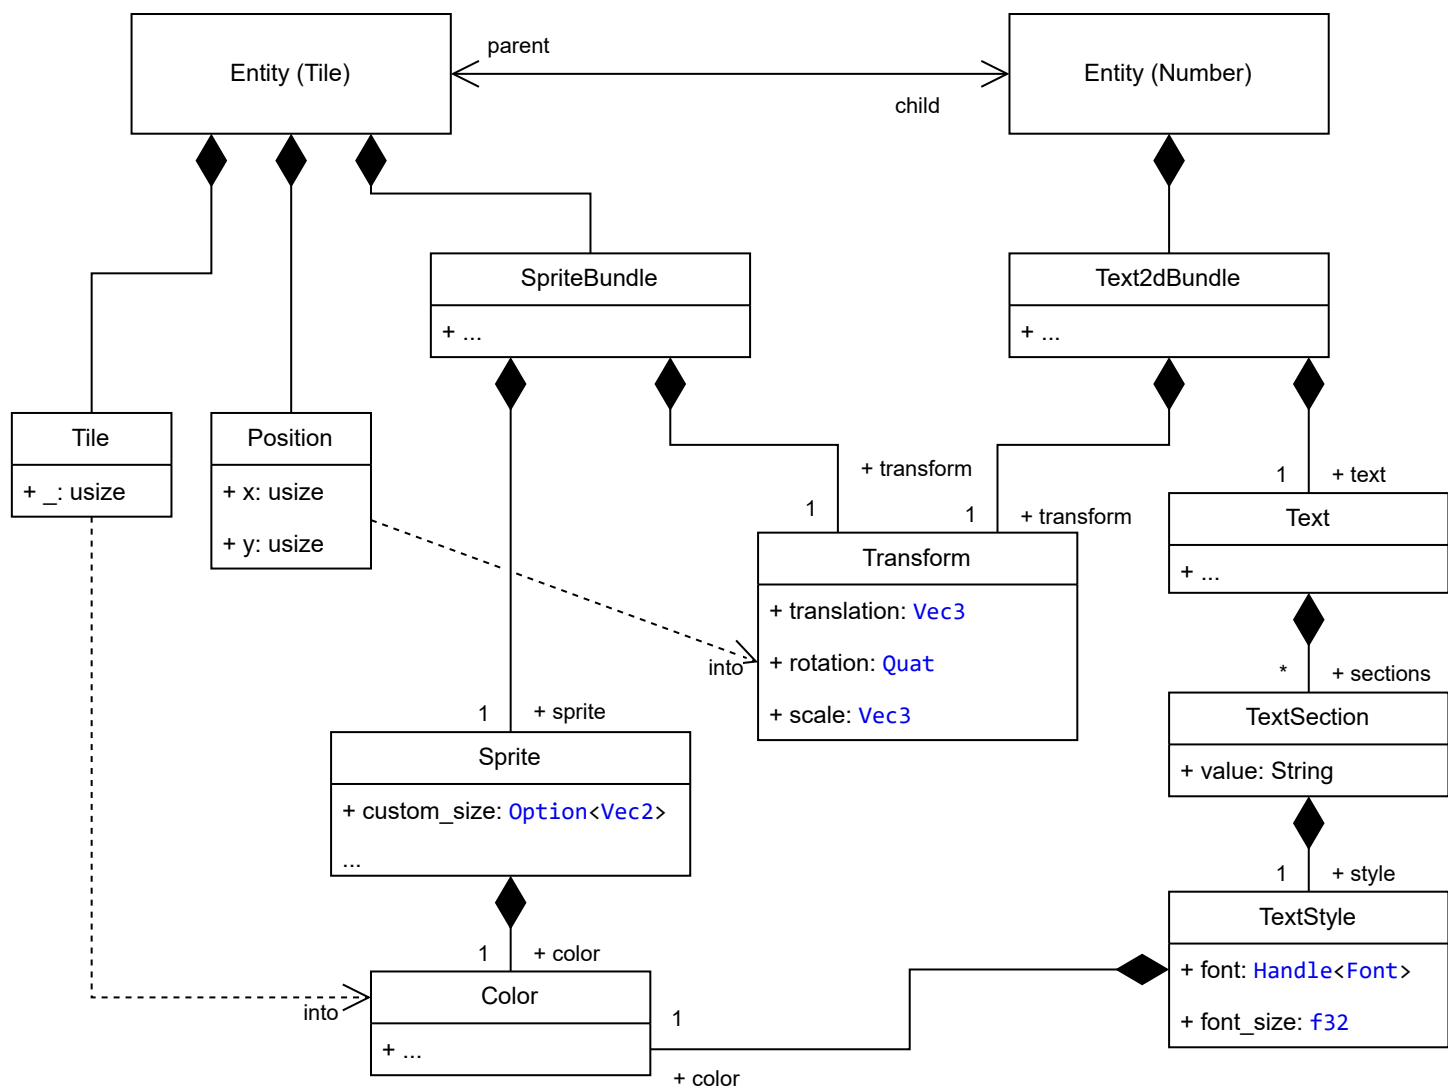 parent
Entity (Tile)
Entity (Number)
child
SpriteBundle
+ ...
Text2dBundle
+ ...
Tile
+ _: usize
Position
+ x: usize
+ y: usize
+ transform
1
1
+ transform
1
+ text
Text
+ ...
Transform
+ translation: Vec3
+ rotation: Quat
+ scale: Vec3
into
*
+ sections
TextSection
+ value: String
1
+ sprite
Sprite
+ custom_size: Option<Vec2>
...
1
+ style
TextStyle
+ font: Handle<Font>
+ font_size: f32
1
+ color
Color
+ ...
into
1
+ color